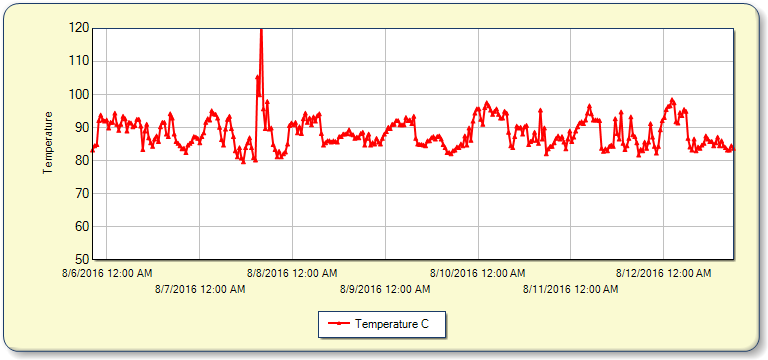 120
110
100
90
80
70
60
50
Temperature
8/6/2016 12:00 AM
8/8/2016 12:00 AM
8/10/2016 12:00 AM
8/12/2016 12:00 AM
8/7/2016 12:00 AM
8/9/2016 12:00 AM
8/11/2016 12:00 AM
Temperature C